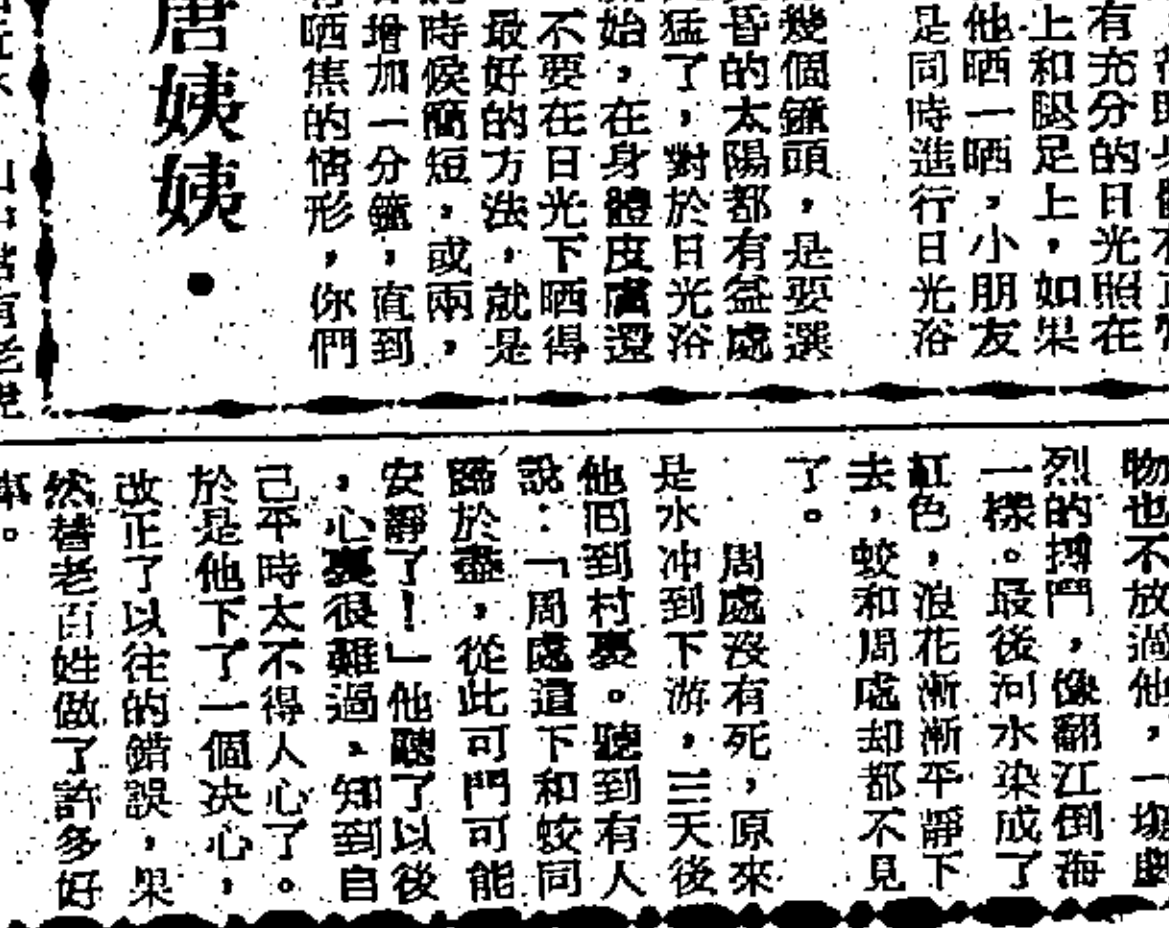 有充分的日光照在
上和腿足上，如果
他晒一晒，小朋友
是同時進行日光浴
幾個鐘頭，是要選
昏的太陽都有益處
猛了，對於日光浴
始，在身體皮膚還
不要在日光下晒得
最好的方法，就是
時候簡短，或兩，
增加一分鐘，直到
晒焦的情形，你們
唐姨姨●
有老虎
物也不放過他，一塊
烈的搏鬥，像翻江倒海
一樣。最後河水染成了
紅色，浪花漸漸平靜下
去，蛟和周處却都不見
了。
周處沒有死，原來
是水冲到下游，三天後
他囘到村裏。聽到有人
說：「周處這下和蛟同
歸於盡，從此可門可能
安靜了！」他聽了以後
，心裏很難過，知到自
己平時太不得人心了。
於是他下了一個决心，
改正了以往的錯誤，果
然替老百姓做了許多好
事。